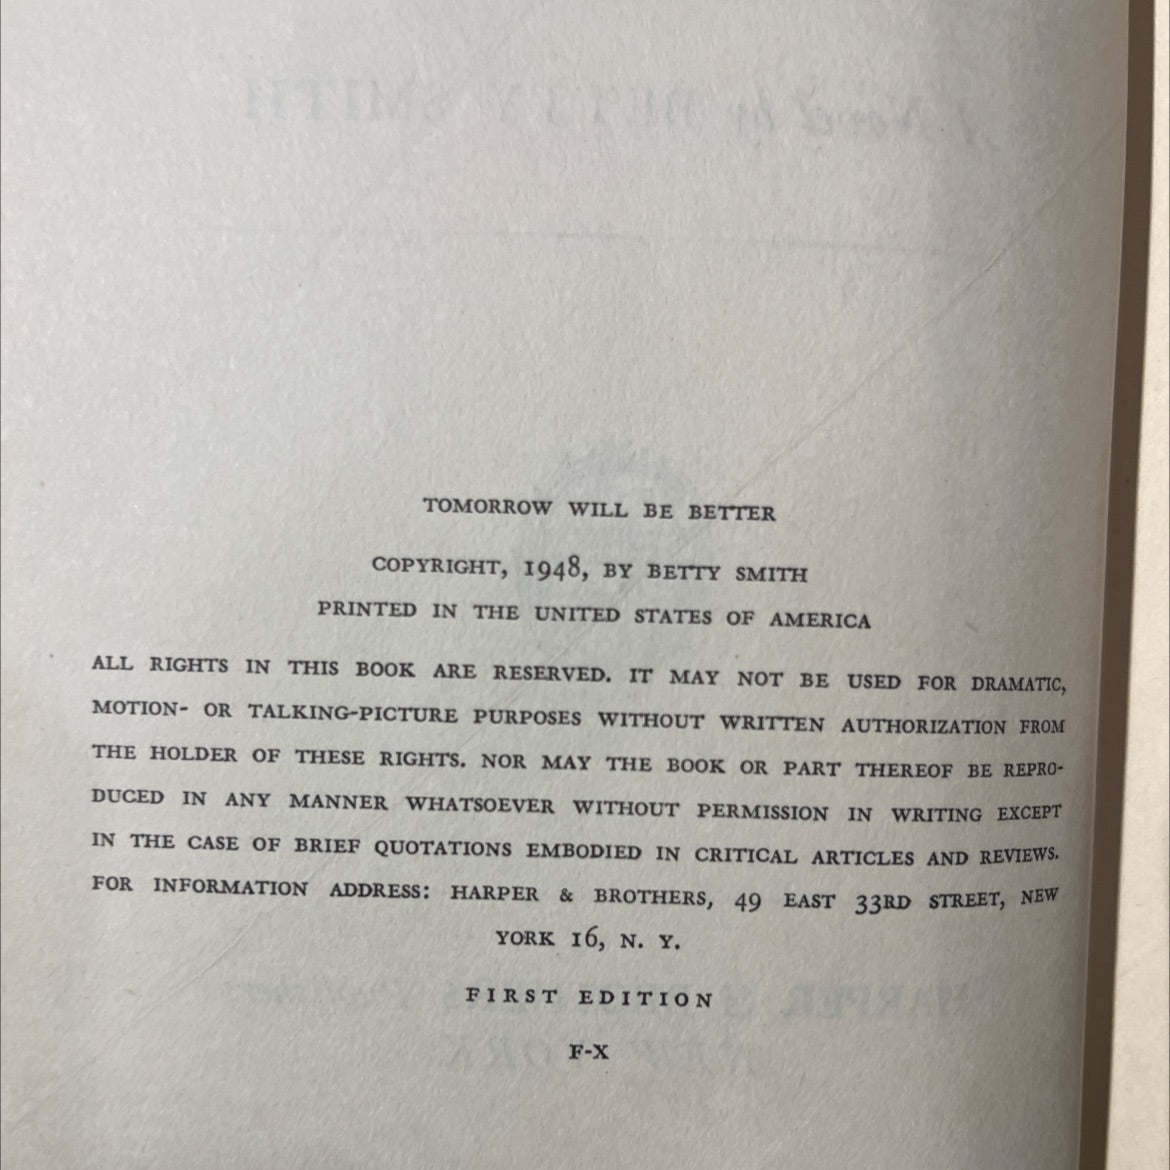 TOMORROW WILL BE BETTER
COPYRIGHT, 1948, BY BETTY SMITH
PRINTED IN THE UNITED STATES OF AMERICA
ALL RIGHTS IN THIS BOOK ARE RESERVED. IT MAY NOT BE USED FOR DRAMATIC,
MOTION- OR TALKING-PICTURE PURPOSES WITHOUT WRITTEN AUTHORIZATION FROM
THE HOLDER OF THESE RIGHTS. NOR MAY THE BOOK OR PART THEREOF BE REPRO-
DUCED IN ANY MANNER WHATSOEVER WITHOUT PERMISSION IN WRITING EXCEPT
IN THE CASE OF BRIEF QUOTATIONS EMBODIED IN CRITICAL ARTICLES AND REVIEWS.
FOR INFORMATION ADDRESS: HARPER & BROTHERS, 49 EAST 33RD STREET, NEW
YORK 16, N. Y.
FIRST EDITION
F-X